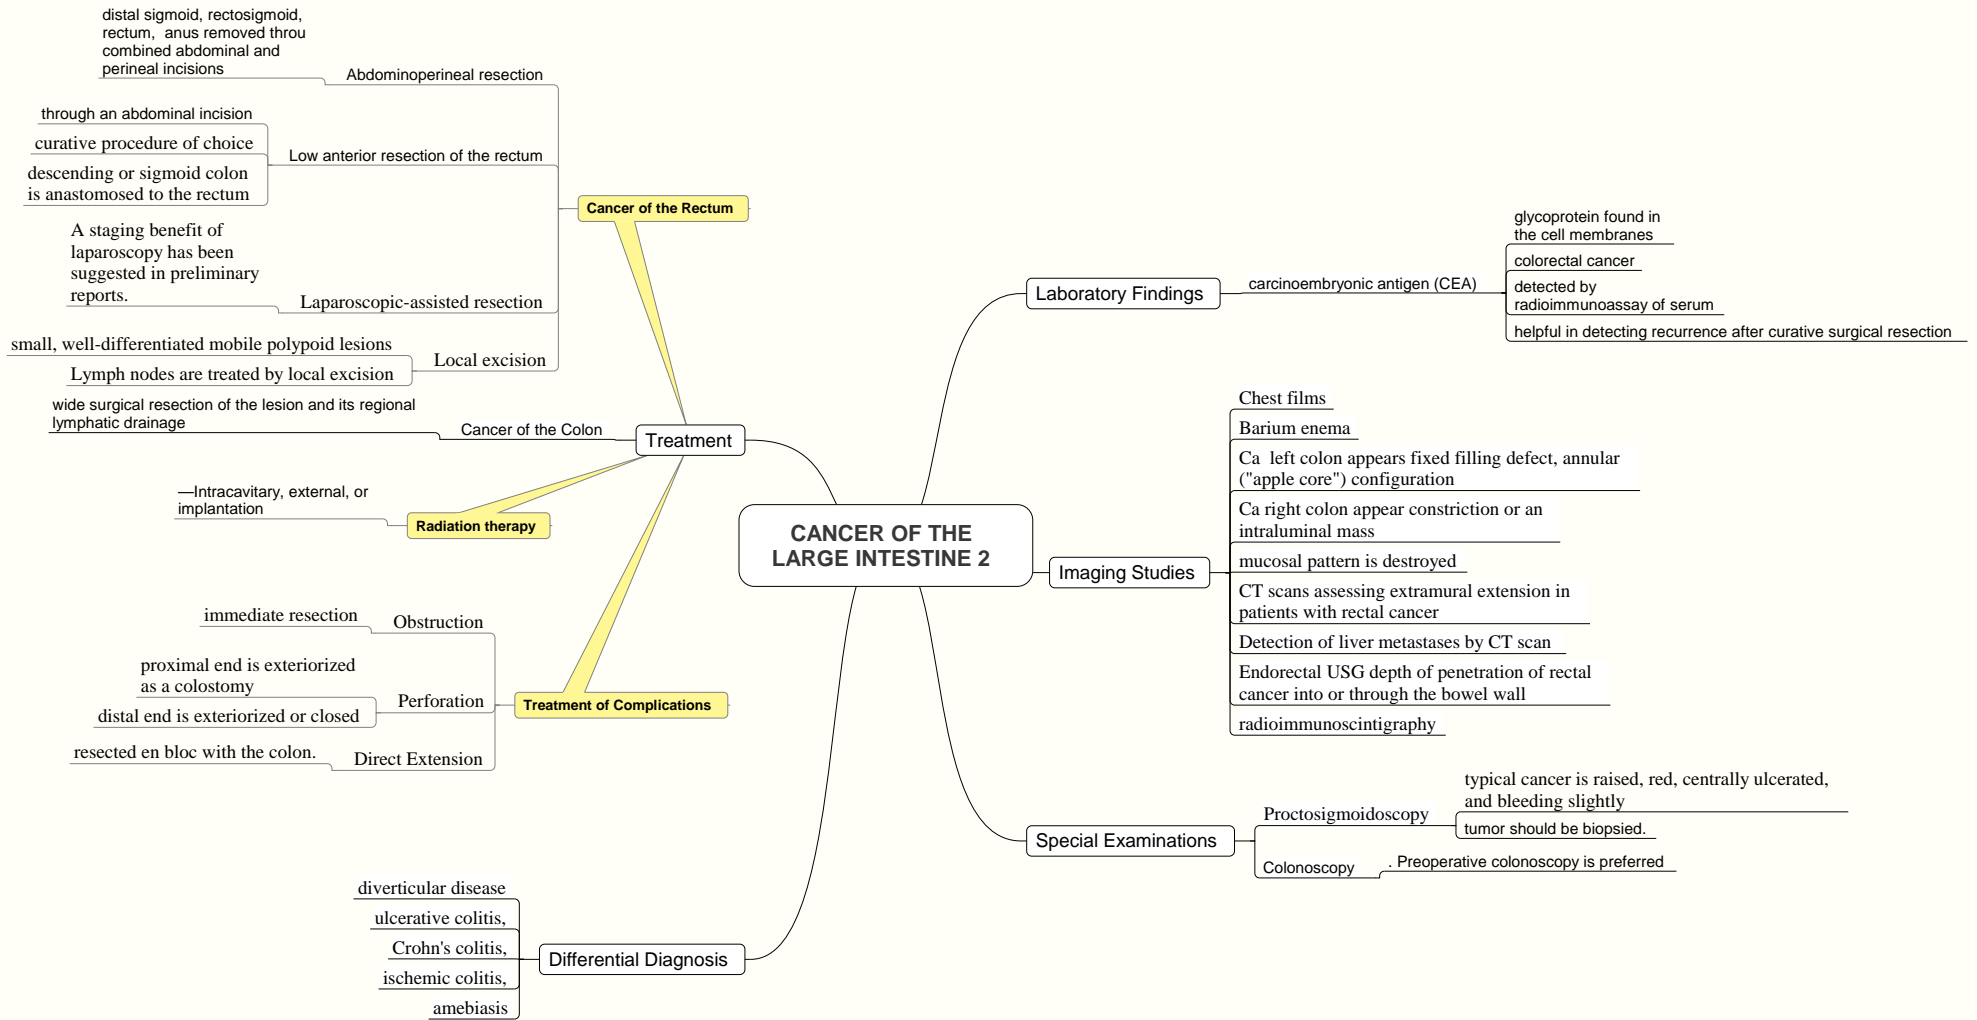 CANCER OF THE
LARGE INTESTINE 2
Laboratory Findings
carcinoembryonic antigen (CEA)
glycoprotein found in
the cell membranes
colorectal cancer
detected by
radioimmunoassay of serum
helpful in detecting recurrence after curative surgical resection
Imaging Studies
Chest films
Barium enema
Ca  left colon appears fixed filling defect, annular
("apple core") configuration
Ca right colon appear constriction or an
intraluminal mass
mucosal pattern is destroyed
CT scans assessing extramural extension in
patients with rectal cancer
Detection of liver metastases by CT scan
Endorectal USG depth of penetration of rectal
cancer into or through the bowel wall
radioimmunoscintigraphy
Special Examinations
Proctosigmoidoscopy
typical cancer is raised, red, centrally ulcerated,
and bleeding slightly
tumor should be biopsied.
Colonoscopy
. Preoperative colonoscopy is preferred
Treatment
Cancer of the Rectum
Abdominoperineal resection
distal sigmoid, rectosigmoid,
rectum,  anus removed throu
combined abdominal and
perineal incisions
Low anterior resection of the rectum
through an abdominal incision
curative procedure of choice
descending or sigmoid colon
is anastomosed to the rectum
Laparoscopic-assisted resection
A staging benefit of
laparoscopy has been
suggested in preliminary
reports.
Local excision
small, well-differentiated mobile polypoid lesions
Lymph nodes are treated by local excision
Cancer of the Colon
wide surgical resection of the lesion and its regional
lymphatic drainage
Radiation therapy
—Intracavitary, external, or
implantation
Treatment of Complications
Obstruction
immediate resection
Perforation
proximal end is exteriorized
as a colostomy
distal end is exteriorized or closed
Direct Extension
resected en bloc with the colon.
Differential Diagnosis
diverticular disease
ulcerative colitis,
Crohn's colitis,
ischemic colitis,
amebiasis